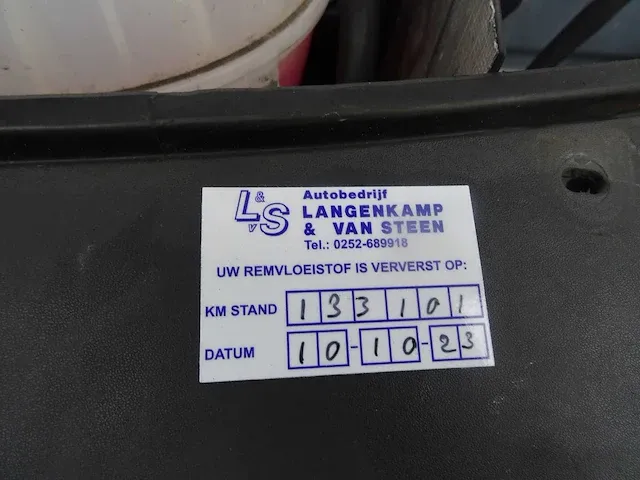 L&vS
Autobedrijf
LANGENKAMP
& VAN STEEN
Tel.: 0252-689918
UW REMVLOEISTOF IS VERVERST OP:
KM STAND 133101
DATUM 10-10-23